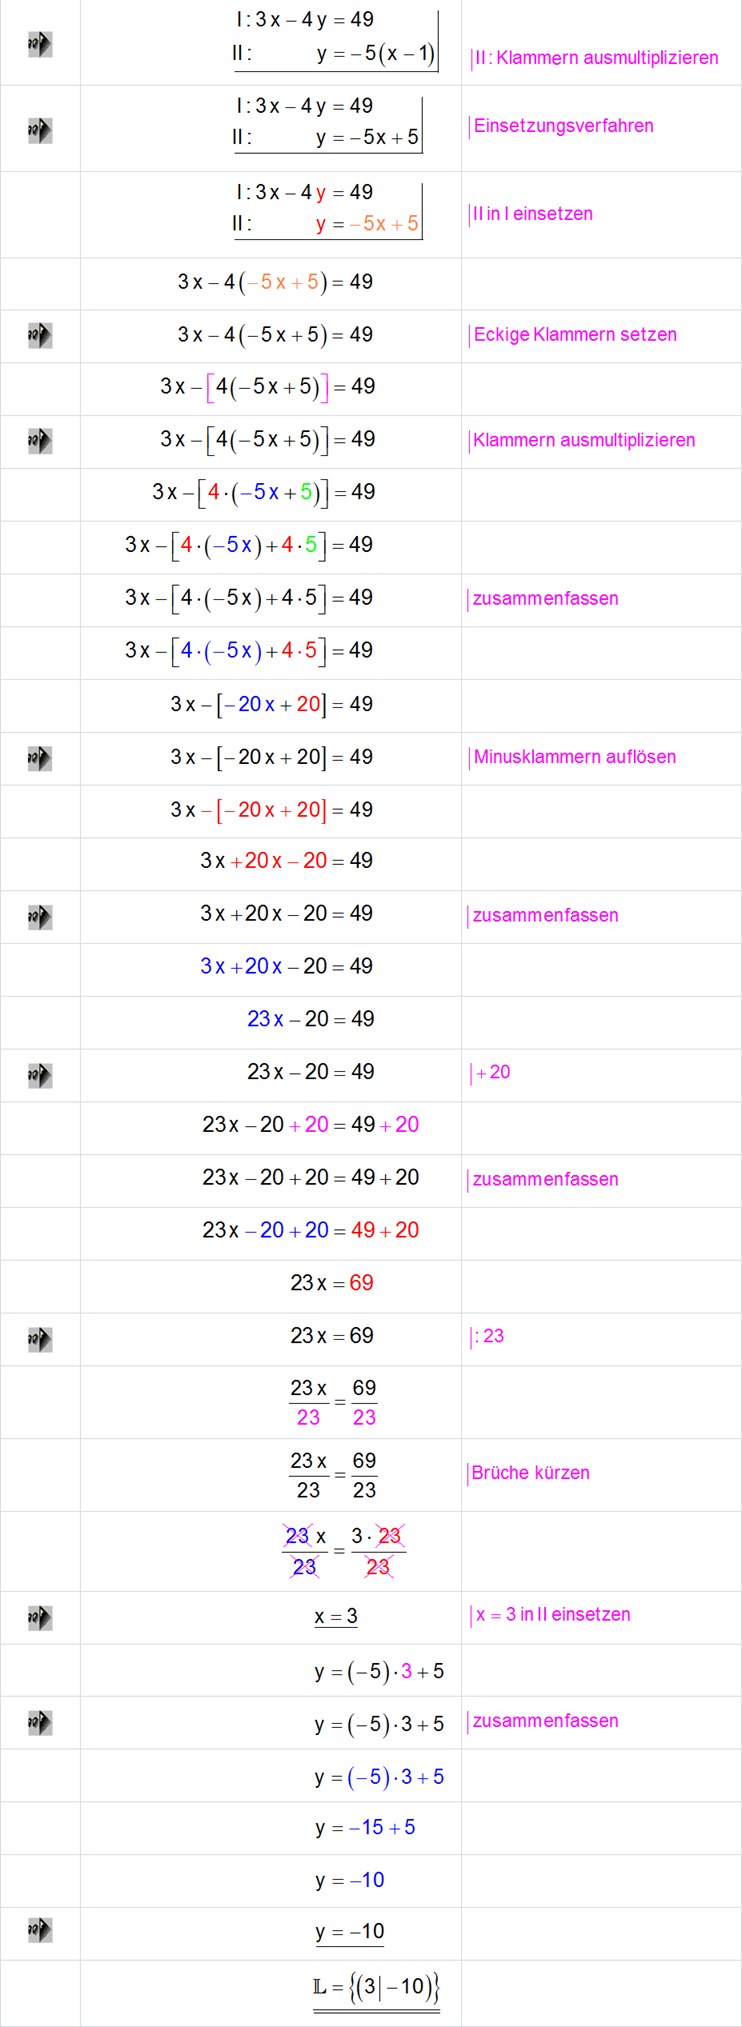 I: 3x − 4y = 49
II: y = −5(x − 1) |II: Klammern ausmultiplizieren
I: 3x − 4y = 49
II: y = −5x + 5 |Einsetzungsverfahren
I: 3x − 4y = 49
II: y = −5x + 5 |II in I einsetzen
3x − 4(−5x + 5) = 49
3x − 4(−5x + 5) = 49 |Eckige Klammern setzen
3x − [4(−5x + 5)] = 49
3x − [4(−5x + 5)] = 49 |Klammern ausmultiplizieren
3x − [4 · (−5x + 5)] = 49
3x − [4 · (−5x) + 4 · 5] = 49
3x − [4 · (−5x) + 4 · 5] = 49 |zusammenfassen
3x − [4 · (−5x) + 4 · 5] = 49
3x − [−20x + 20] = 49
3x − [−20x + 20] = 49 |Minusklammern auflösen
3x − [−20x + 20] = 49
3x + 20x − 20 = 49
3x + 20x − 20 = 49 |zusammenfassen
3x + 20x − 20 = 49
23x − 20 = 49
23x − 20 = 49 |+ 20
23x − 20 + 20 = 49 + 20
23x − 20 + 20 = 49 + 20 |zusammenfassen
23x − 20 + 20 = 49 + 20
23x = 69
23x = 69 |: 23
23x/23 = 69/23
23x/23 = 69/23 |Brüche kürzen
23x/23 = 3 · 23/23
x = 3 |x = 3 in II einsetzen
y = (−5) · 3 + 5
y = (−5) · 3 + 5 |zusammenfassen
y = (−5) · 3 + 5
y = −15 + 5
y = −10
y = −10
𝕃 = {(3|−10)}